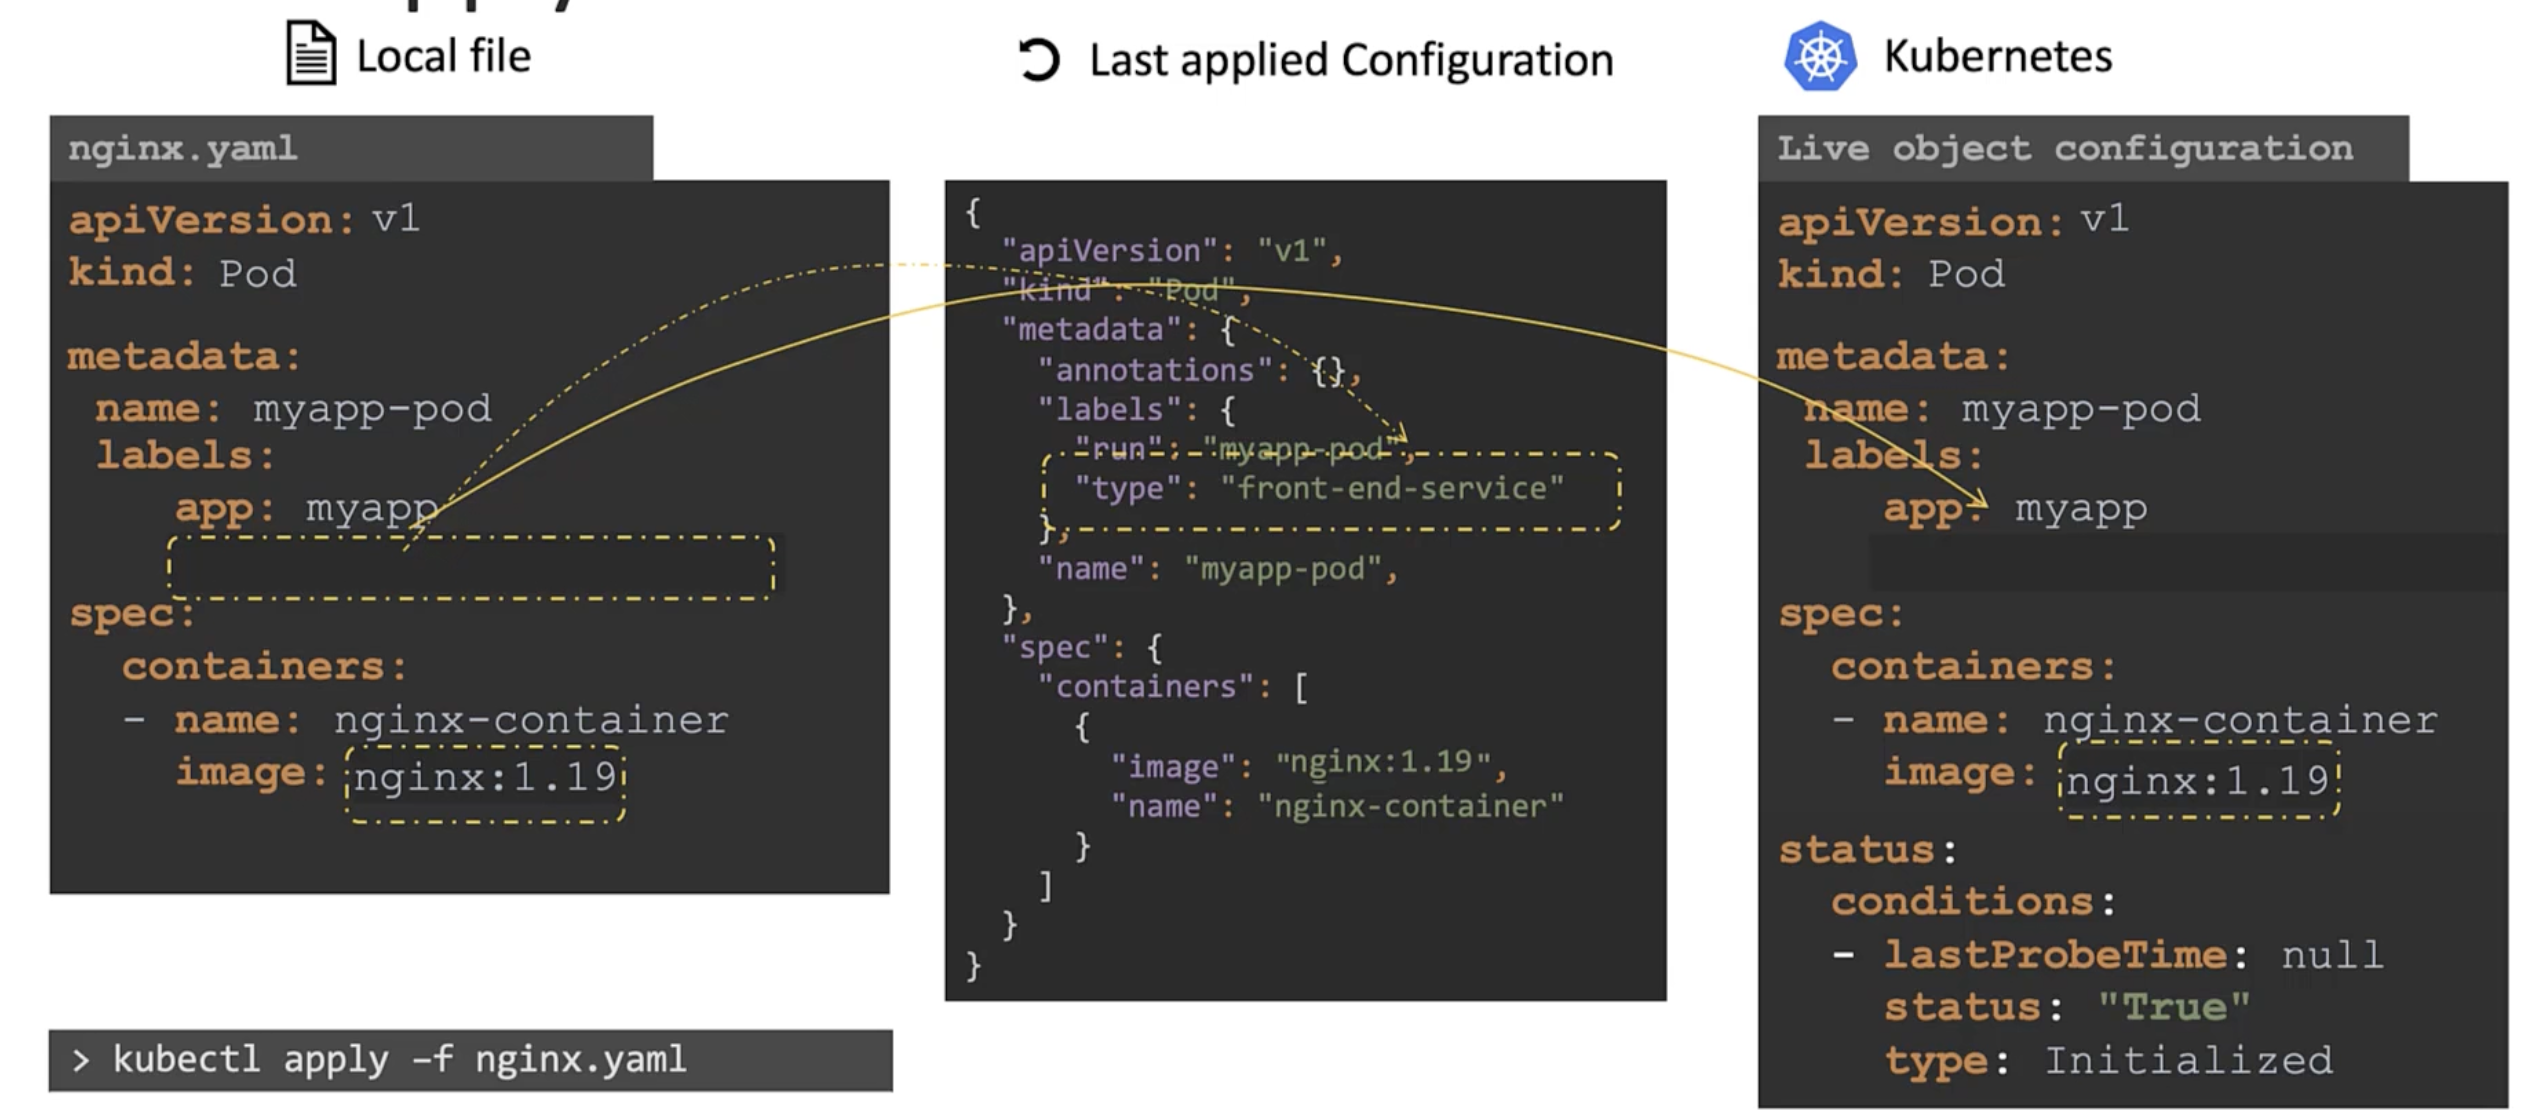 Local file
nginx.yaml
apiVersion: v1
kind: Pod
metadata:
name: myapp-pod
labels:
app: myapp
spec:
containers:
- name: nginx-container
image: nginx:1.19
> kubectl apply –f nginx.yaml
Last applied Configuration
{
"apiVersion": "v1",
"kind": "Pod",
"metadata": {
"annotations": {},
"labels": {
"run": "myapp-pod",
"type": "front-end-service"
},
"name": "myapp-pod",
},
"spec": {
"containers": [
{
"image": "nginx:1.19",
"name": "nginx-container"
}
]
}
}
Kubernetes
Live object configuration
apiVersion: v1
kind: Pod
metadata:
name: myapp-pod
labels:
app: myapp
spec:
containers:
- name: nginx-container
image: nginx:1.19
status:
conditions:
- lastProbeTime: null
status: "True"
type: Initialized